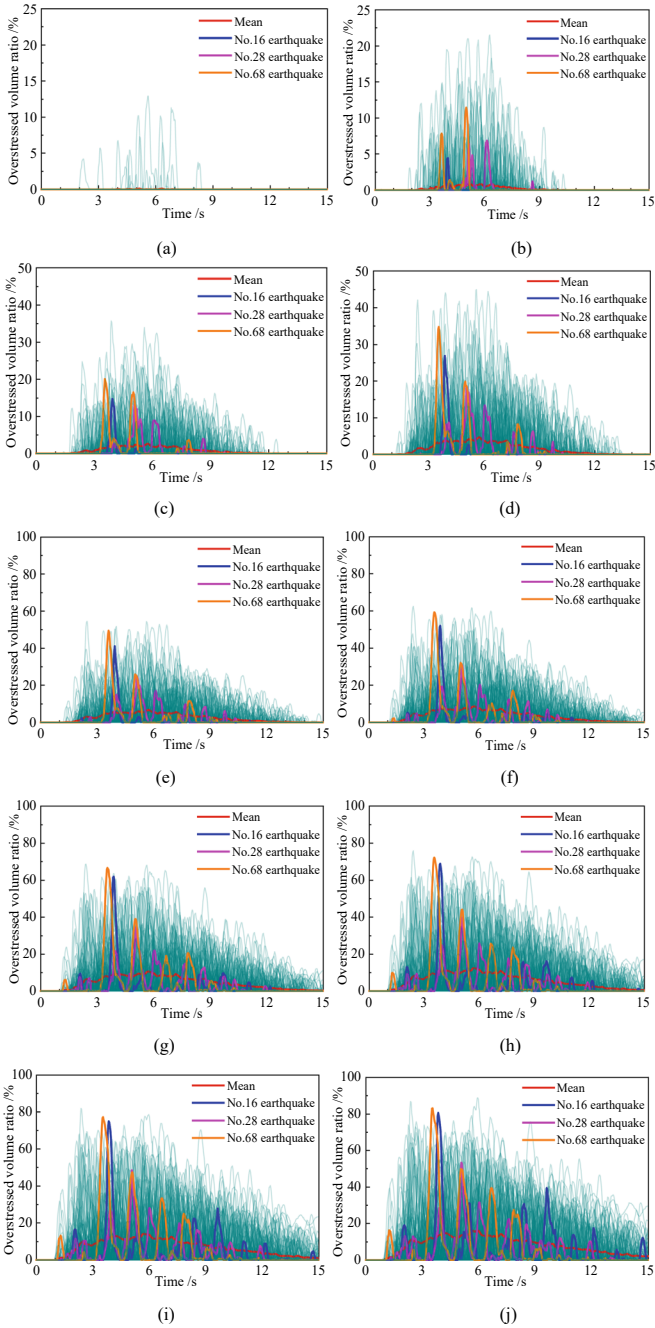 25
20
15
10
5
0
Overstressed volume ratio /%
Mean
No.16 earthquake
No.28 earthquake
No.68 earthquake
0 3 6 9 12 15
Time /s
(a)
25
20
15
10
5
0
Overstressed volume ratio /%
Mean
No.16 earthquake
No.28 earthquake
No.68 earthquake
0 3 6 9 12 15
Time /s
(b)
50
40
30
20
10
0
Overstressed volume ratio /%
Mean
No.16 earthquake
No.28 earthquake
No.68 earthquake
0 3 6 9 12 15
Time /s
(c)
50
40
30
20
10
0
Overstressed volume ratio /%
Mean
No.16 earthquake
No.28 earthquake
No.68 earthquake
0 3 6 9 12 15
Time /s
(d)
100
80
60
40
20
0
Overstressed volume ratio /%
Mean
No.16 earthquake
No.28 earthquake
No.68 earthquake
0 3 6 9 12 15
Time /s
(e)
100
80
60
40
20
0
Overstressed volume ratio /%
Mean
No.16 earthquake
No.28 earthquake
No.68 earthquake
0 3 6 9 12 15
Time /s
(f)
100
80
60
40
20
0
Overstressed volume ratio /%
Mean
No.16 earthquake
No.28 earthquake
No.68 earthquake
0 3 6 9 12 15
Time /s
(g)
100
80
60
40
20
0
Overstressed volume ratio /%
Mean
No.16 earthquake
No.28 earthquake
No.68 earthquake
0 3 6 9 12 15
Time /s
(h)
100
80
60
40
20
0
Overstressed volume ratio /%
Mean
No.16 earthquake
No.28 earthquake
No.68 earthquake
0 3 6 9 12 15
Time /s
(i)
100
80
60
40
20
0
Overstressed volume ratio /%
Mean
No.16 earthquake
No.28 earthquake
No.68 earthquake
0 3 6 9 12 15
Time /s
(j)